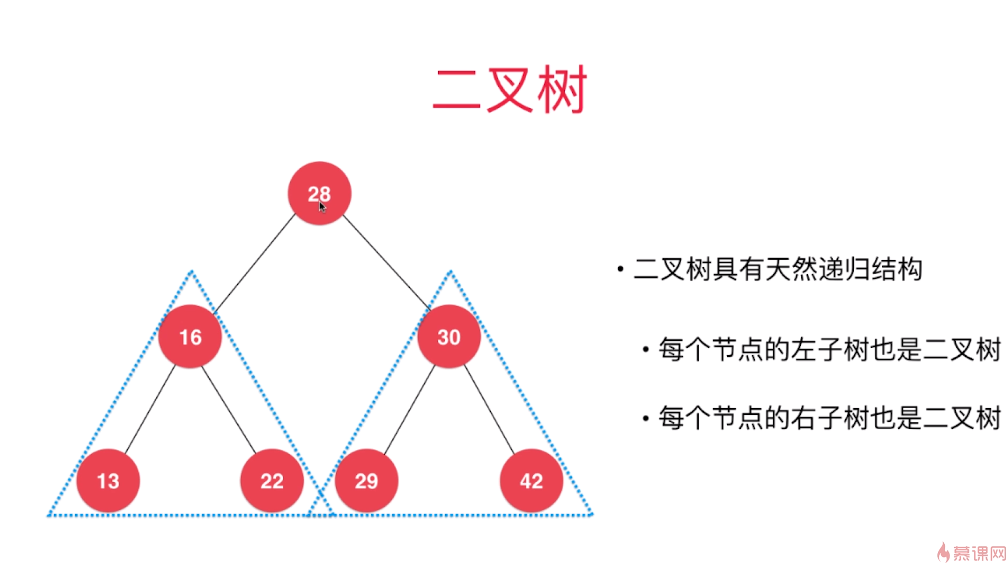 二叉树
28
16
30
13
22
29
42
• 二叉树具有天然递归结构
• 每个节点的左子树也是二叉树
• 每个节点的右子树也是二叉树
慕课网